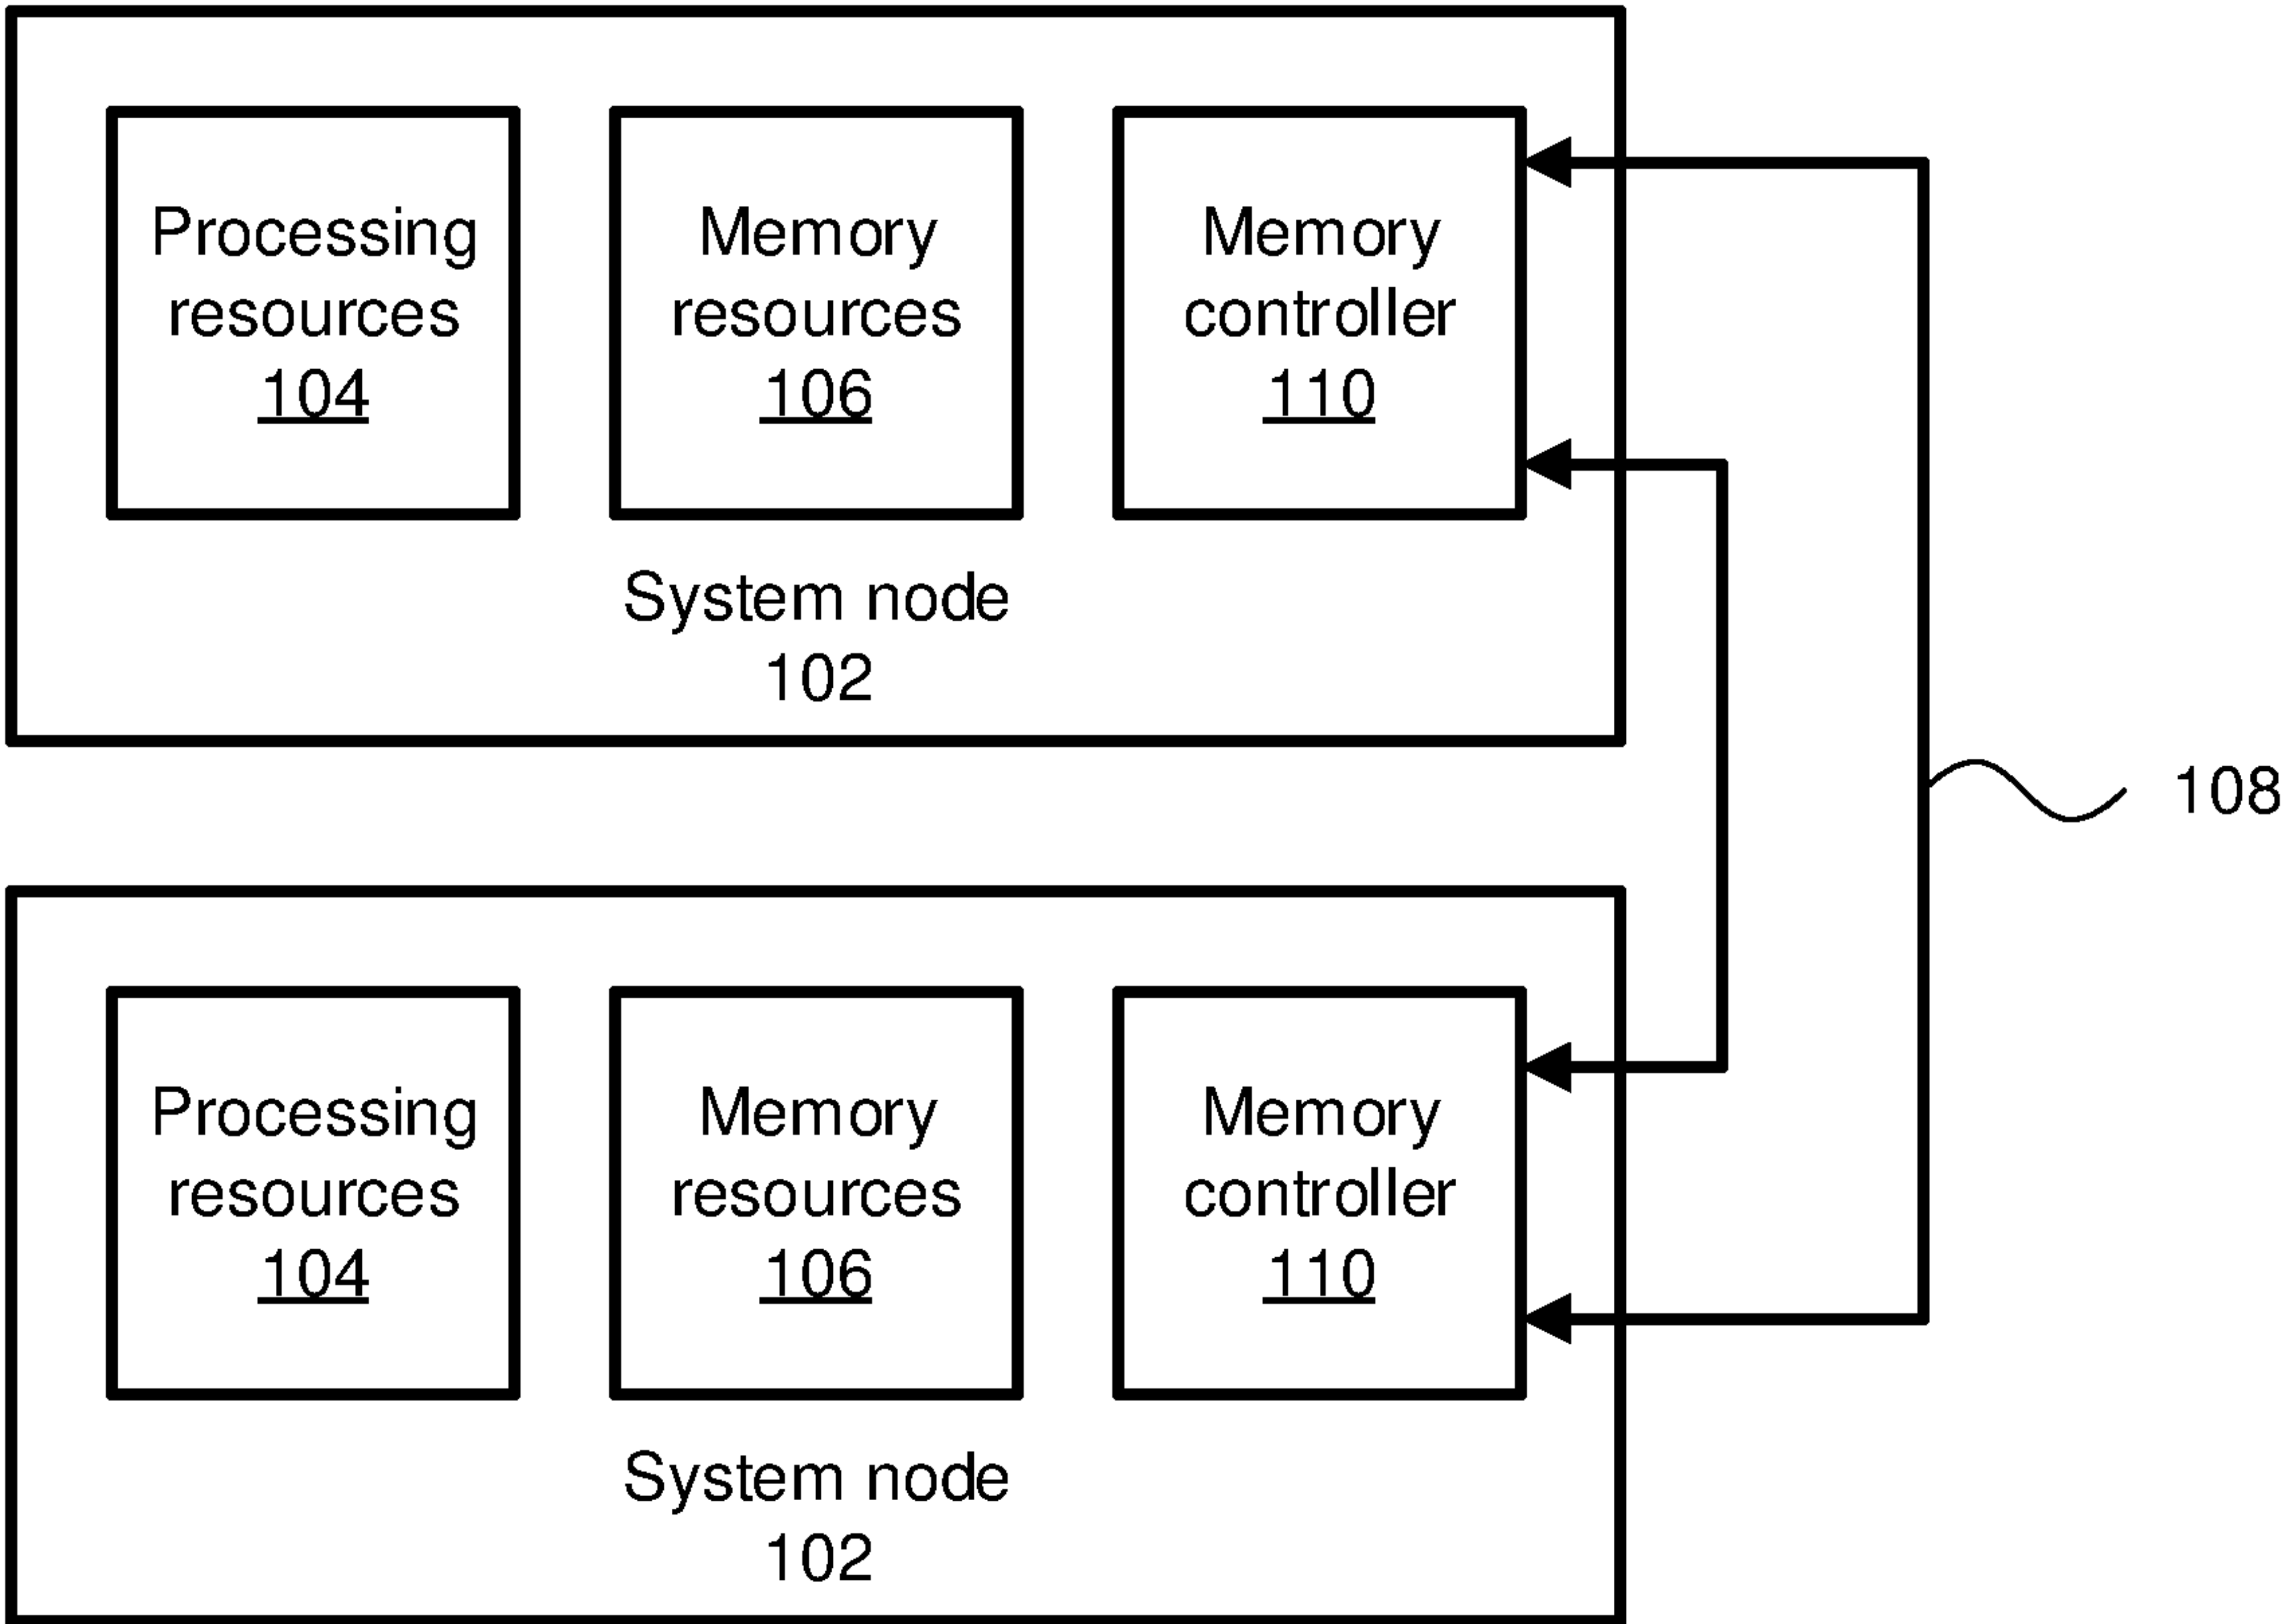 Processing
resources
104
Memory
resources
106
Memory
controller
110
System node
102
108
Processing
resources
104
Memory
resources
106
Memory
controller
110
System node
102